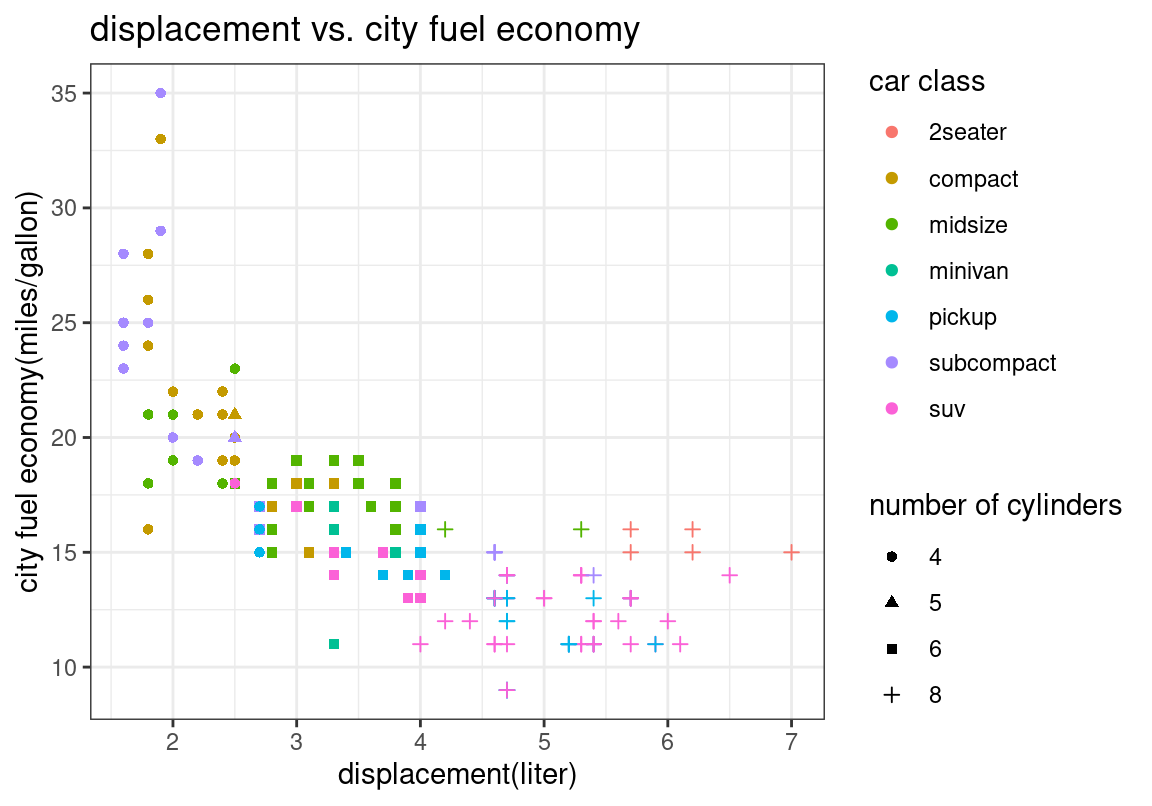 displacement vs. city fuel economy
city fuel economy(miles/gallon)
35
30
25
20
15
10
2 3 4 5 6 7
displacement(liter)
car class
2seater
compact
midsize
minivan
pickup
subcompact
suv
number of cylinders
4
5
6
8